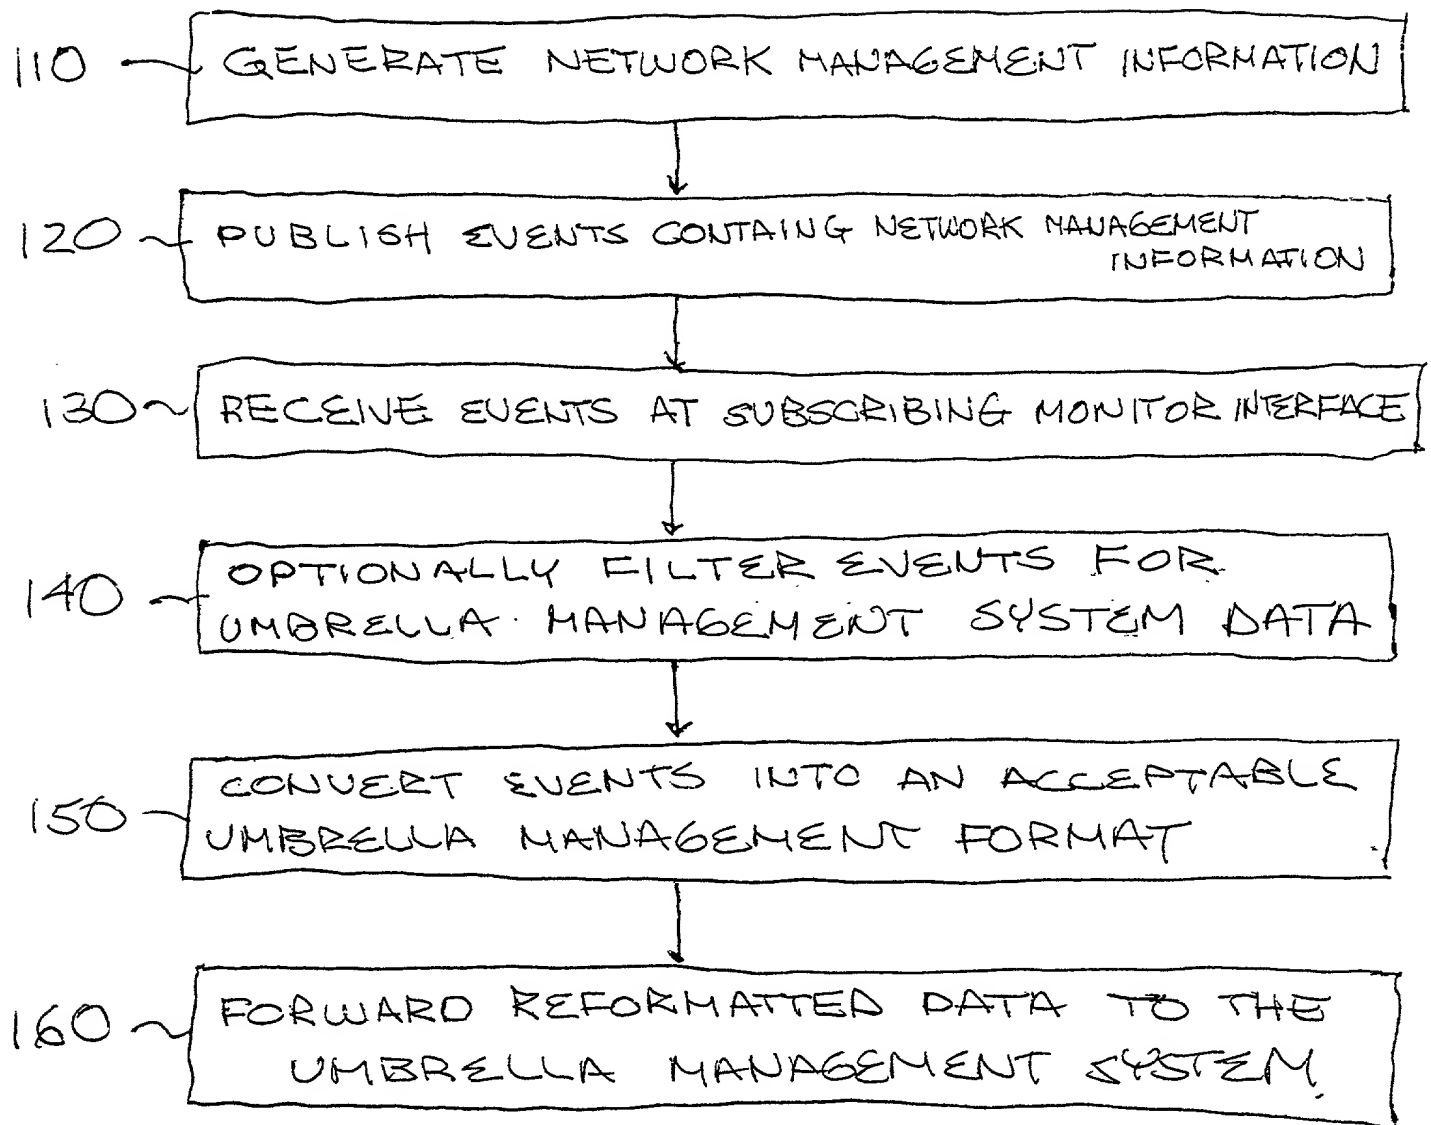 110 GENERATE NETWORK MANAGEMENT INFORMATION
120 PUBLISH EVENTS CONTAING NETWORK MANAGEMENT
INFORMATION
130 RECEIVE EVENTS AT SUBSCRIBING MONITOR INTERFACE
140 OPTIONALLY FILTER EVENTS FOR
UMBRELLA MANAGEMENT SYSTEM DATA
150 CONVERT EVENTS INTO AN ACCEPTABLE
UMBRELLA MANAGEMENT FORMAT
160 FORWARD REFORMATTED DATA TO THE
UMBRELLA MANAGEMENT SYSTEM.